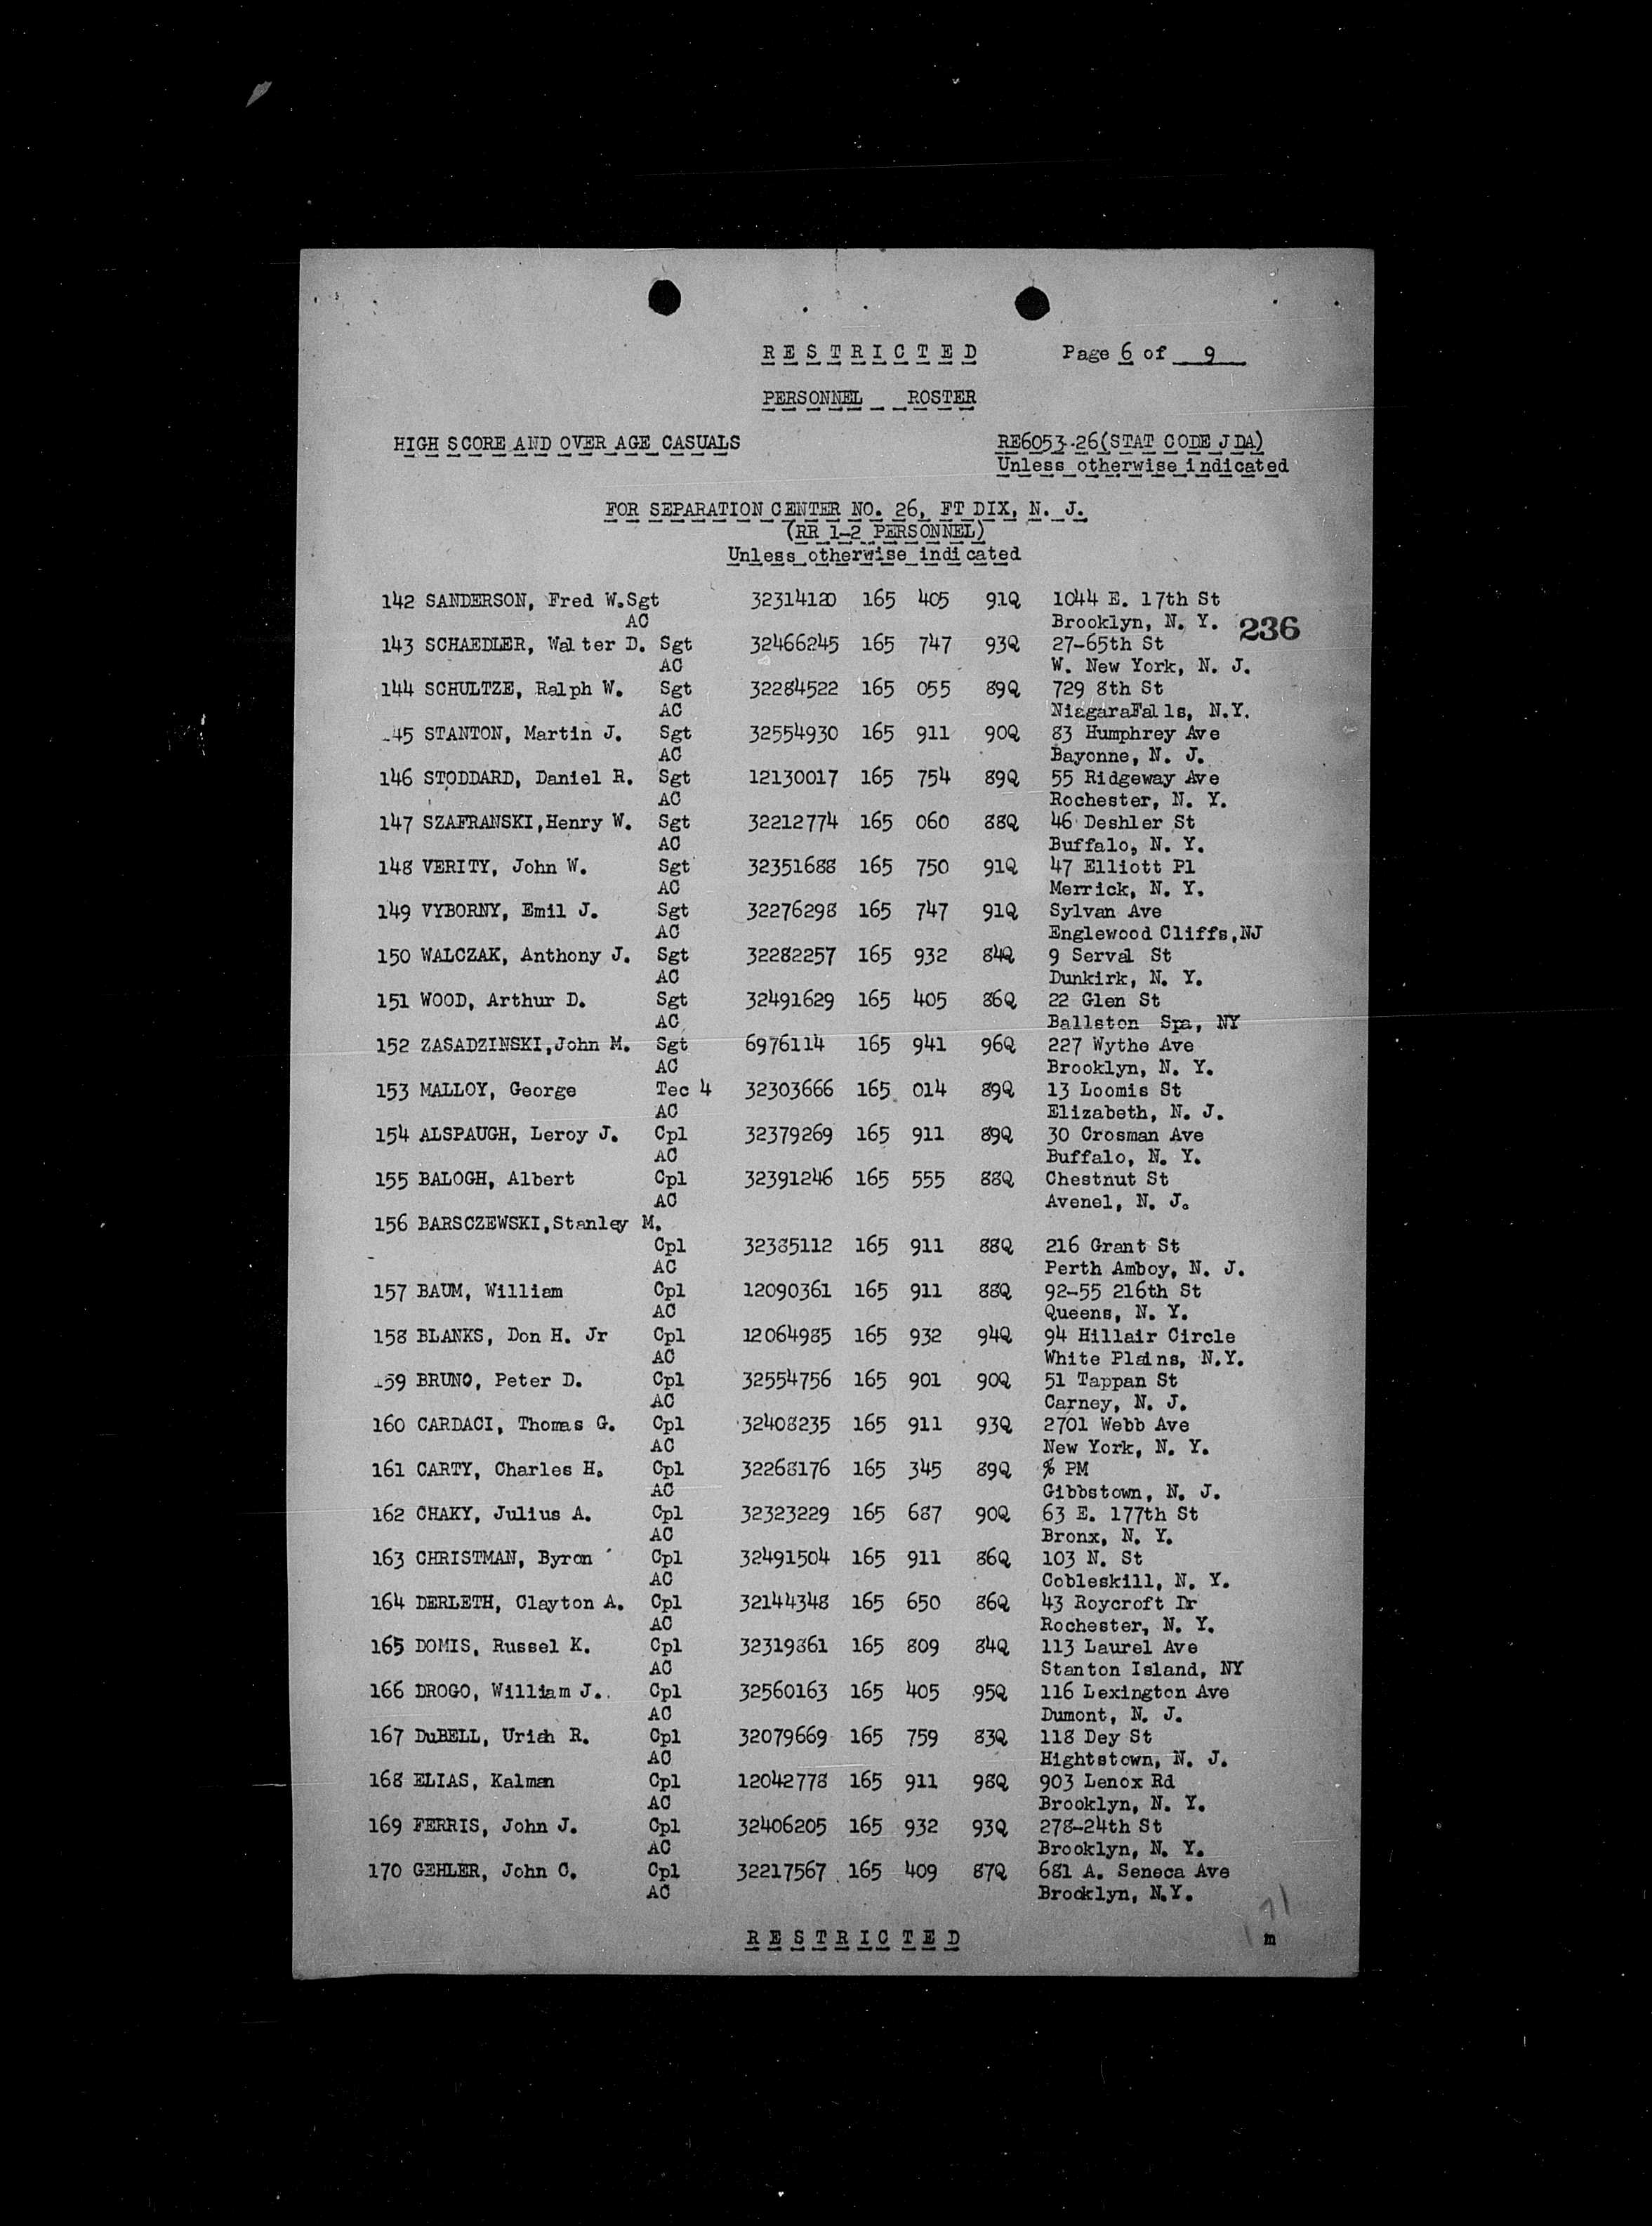 RESTRICTED Page 6 of 9
PERSONNEL ROSTER
HIGH SCORE AND OVER AGE CASUALS RE6053-26(STAT CODE JDA)
Unless otherwise indicated
FOR SEPARATION CENTER NO. 26, FT DIX, N. J.
(RR 1-2 PERSONNEL)
Unless otherwise indicated
142 SANDERSON, Fred W. Sgt 32314120 165 405 91Q 1044 E. 17th St
AC Brooklyn, N. Y. 236
143 SCHAEDLER, Walter D. Sgt 32466245 165 747 93Q 27-65th St
AC W. New York, N. J.
144 SCHULTZE, Ralph W. Sgt 32284522 165 055 89Q 729 8th St
AC NiagaraFalls, N.Y.
45 STANTON, Martin J. Sgt 32554930 165 911 90Q 83 Humphrey Ave
AC Bayonne, N. J.
146 STODDARD, Daniel R. Sgt 12130017 165 754 89Q 55 Ridgeway Ave
AC Rochester, N. Y.
147 SZAFRANSKI, Henry W. Sgt 32212774 165 060 88Q 46 Deshler St
AC Buffalo, N. Y.
148 VERITY, John W. Sgt 32351688 165 750 91Q 47 Elliott Pl
AC Merrick, N. Y.
149 VYBORNY, Emil J. Sgt 32276298 165 747 91Q Sylvan Ave
AC Englewood Cliffs,NJ
150 WALCZAK, Anthony J. Sgt 32282257 165 932 84Q 9 Serval St
AC Dunkirk, N. Y.
151 WOOD, Arthur D. Sgt 32491629 165 405 86Q 22 Glen St
AC Ballston Spa, NY
152 ZASADZINSKI, John M. Sgt 6976114 165 941 96Q 227 Wythe Ave
AC Brooklyn, N. Y.
153 MALLOY, George Tec 4 32303666 165 014 89Q 13 Loomis St
AC Elizabeth, N. J.
154 ALSPAUGH, Leroy J. Cpl 32379269 165 911 89Q 30 Crosman Ave
AC Buffalo, N. Y.
155 BALOGH, Albert Cpl 32391246 165 555 88Q Chestnut St
AC Avenel, N. J.
156 BARSCZEWSKI, Stanley M.
Cpl 32385112 165 911 88Q 216 Grant St
AC Perth Amboy, N. J.
157 BAUM, William Cpl 12090361 165 911 88Q 92-55 216th St
AC Queens, N. Y.
158 BLANKS, Don H. Jr Cpl 12064985 165 932 94Q 94 Hillair Circle
AC White Plains, N.Y.
159 BRUNO, Peter D. Cpl 32554756 165 901 90Q 51 Tappan St
AC Carney, N. J.
160 CARDACI, Thomas G. Cpl 32408235 165 911 93Q 2701 Webb Ave
AC New York, N. Y.
161 CARTY, Charles H. Cpl 32268176 165 345 89Q % PM
AC Gibbstown, N. J.
162 CHAKY, Julius A. Cpl 32323229 165 687 90Q 63 E. 177th St
AC Bronx, N. Y.
163 CHRISTMAN, Byron Cpl 32491504 165 911 86Q 103 N. St
AC Cobleskill, N. Y.
164 DERLETH, Clayton A. Cpl 32144348 165 650 86Q 43 Roycroft Dr
AC Rochester, N. Y.
165 DOMIS, Russel K. Cpl 32319861 165 809 84Q 113 Laurel Ave
AC Stanton Island, NY
166 DROGO, William J. Cpl 32560163 165 405 95Q 116 Lexington Ave
AC Dumont, N. J.
167 DuBELL, Uriah R. Cpl 32079669 165 759 83Q 118 Dey St
AC Hightstown, N. J.
168 ELIAS, Kalman Cpl 12042778 165 911 98Q 903 Lenox Rd
AC Brooklyn, N. Y.
169 FERRIS, John J. Cpl 32406205 165 932 93Q 278-24th St
AC Brooklyn, N. Y.
170 GEHLER, John C. Cpl 32217567 165 409 87Q 681 A. Seneca Ave
AC Brooklyn, N.Y.
RESTRICTED m